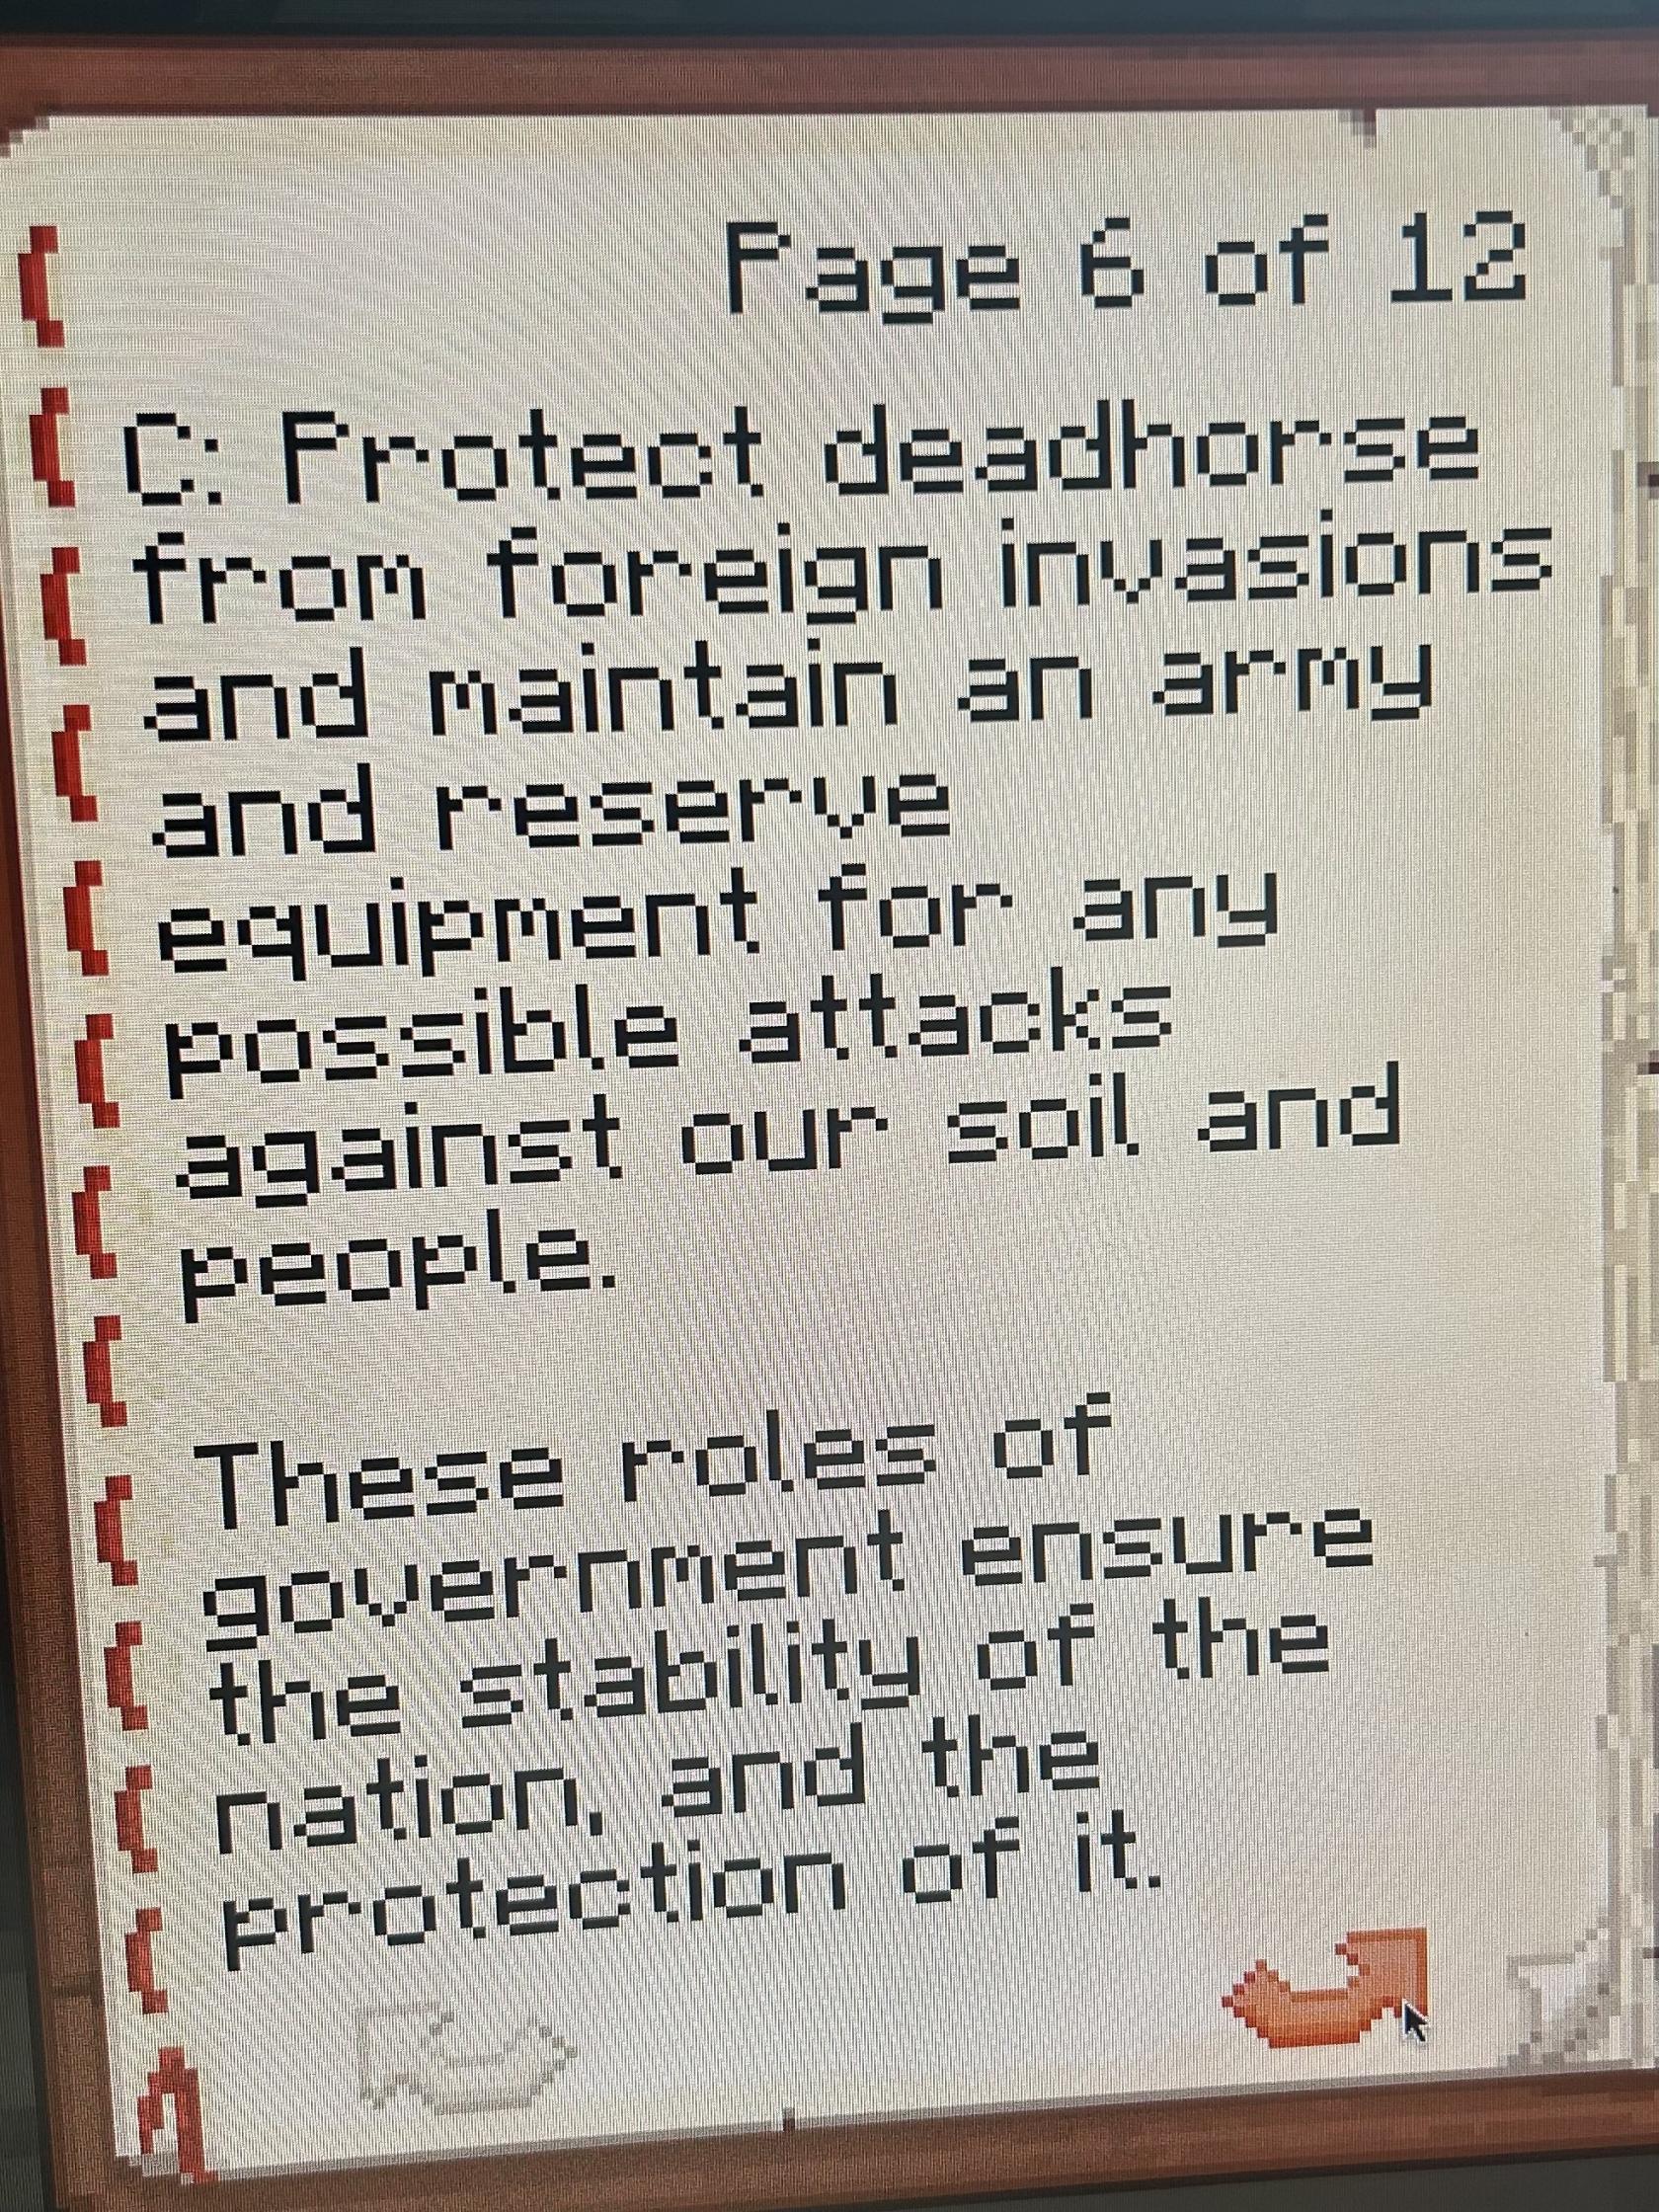 Page 6 of 12
C: Protect deadhorse
from foreign invasions
and maintain an army
and reserve
equipment for any
possible attacks
against our soil and
people.
These roles of
government ensure
the stability of the
nation, and the
protection of it.